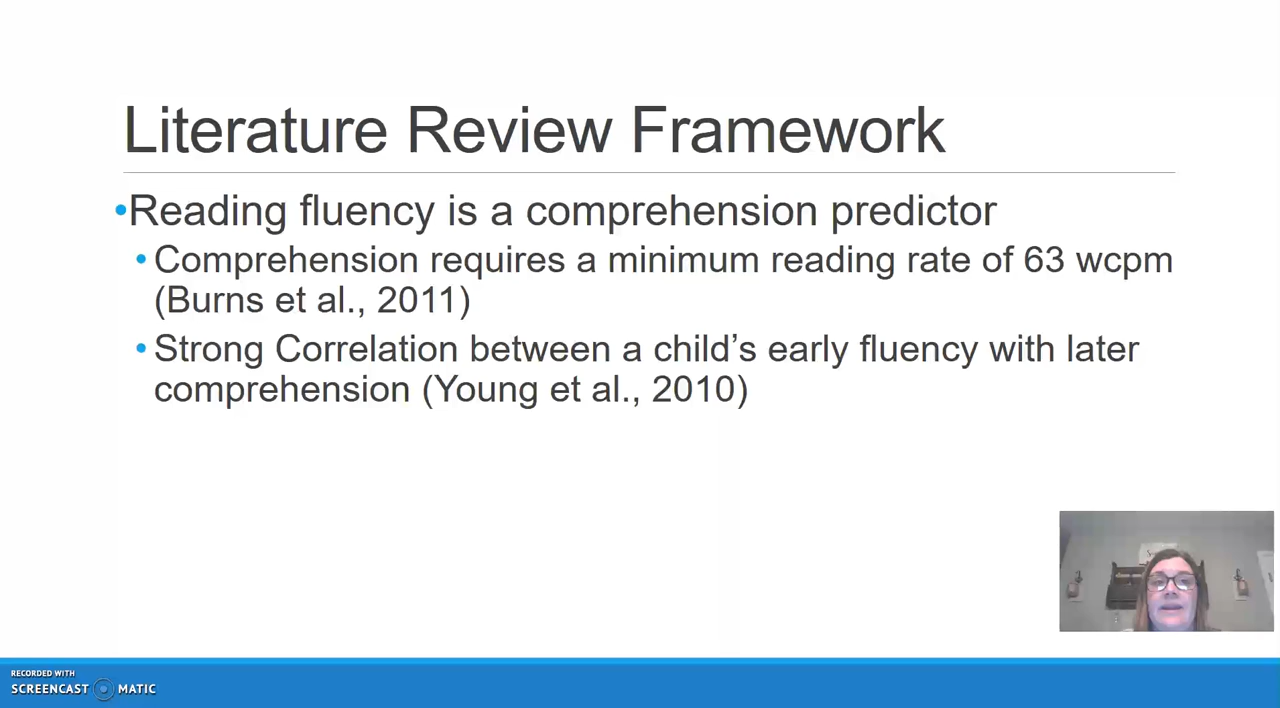 Literature Review Framework
•Reading fluency is a comprehension predictor
•Comprehension requires a minimum reading rate of 63 wcpm
(Burns et al., 2011)
•Strong Correlation between a child’s early fluency with later
comprehension (Young et al., 2010)
RECORDED WITH
SCREENCAST MATIC